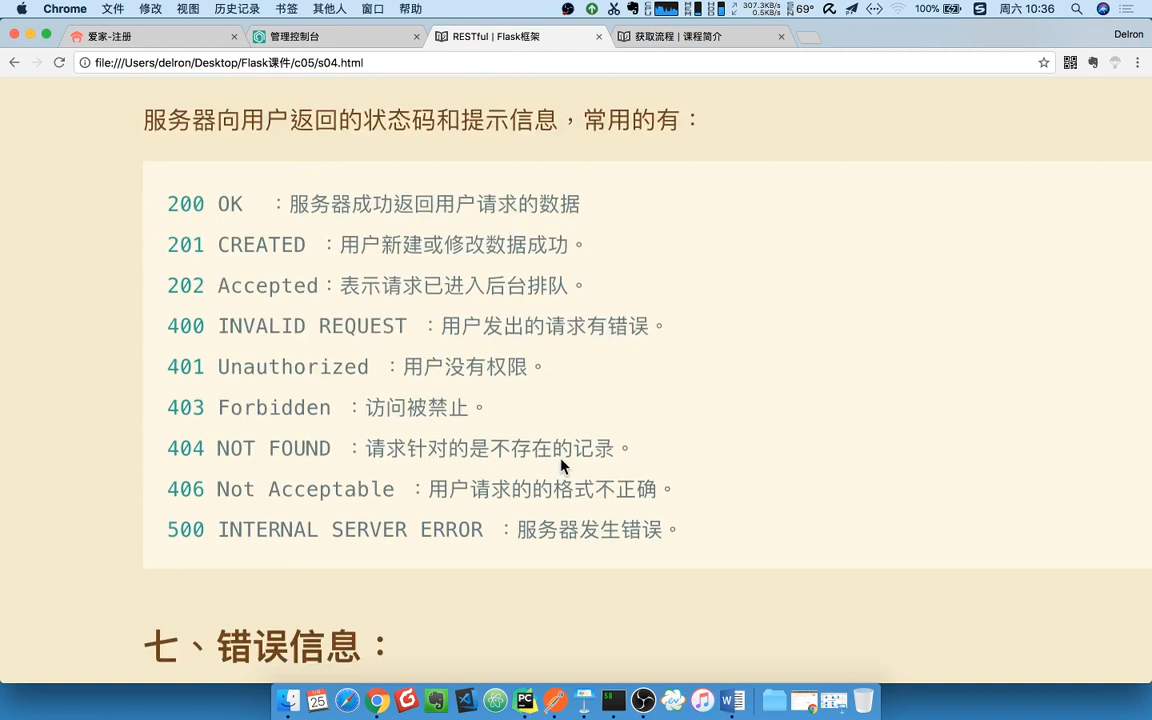 Chrome 文件 修改 视图 历史记录 书签 其他人 窗口 帮助 307.3KB/s 0.5KB/s 69° 100% 周六 10:36
爱家-注册 管理控制台 RESTful | Flask框架 获取流程 | 课程简介 Delron
file:///Users/delron/Desktop/Flask课件/c05/s04.html
服务器向用户返回的状态码和提示信息，常用的有：
200 OK ：服务器成功返回用户请求的数据
201 CREATED ：用户新建或修改数据成功。
202 Accepted：表示请求已进入后台排队。
400 INVALID REQUEST ：用户发出的请求有错误。
401 Unauthorized ：用户没有权限。
403 Forbidden ：访问被禁止。
404 NOT FOUND ：请求针对的是不存在的记录。
406 Not Acceptable ：用户请求的的格式不正确。
500 INTERNAL SERVER ERROR ：服务器发生错误。
七、错误信息：